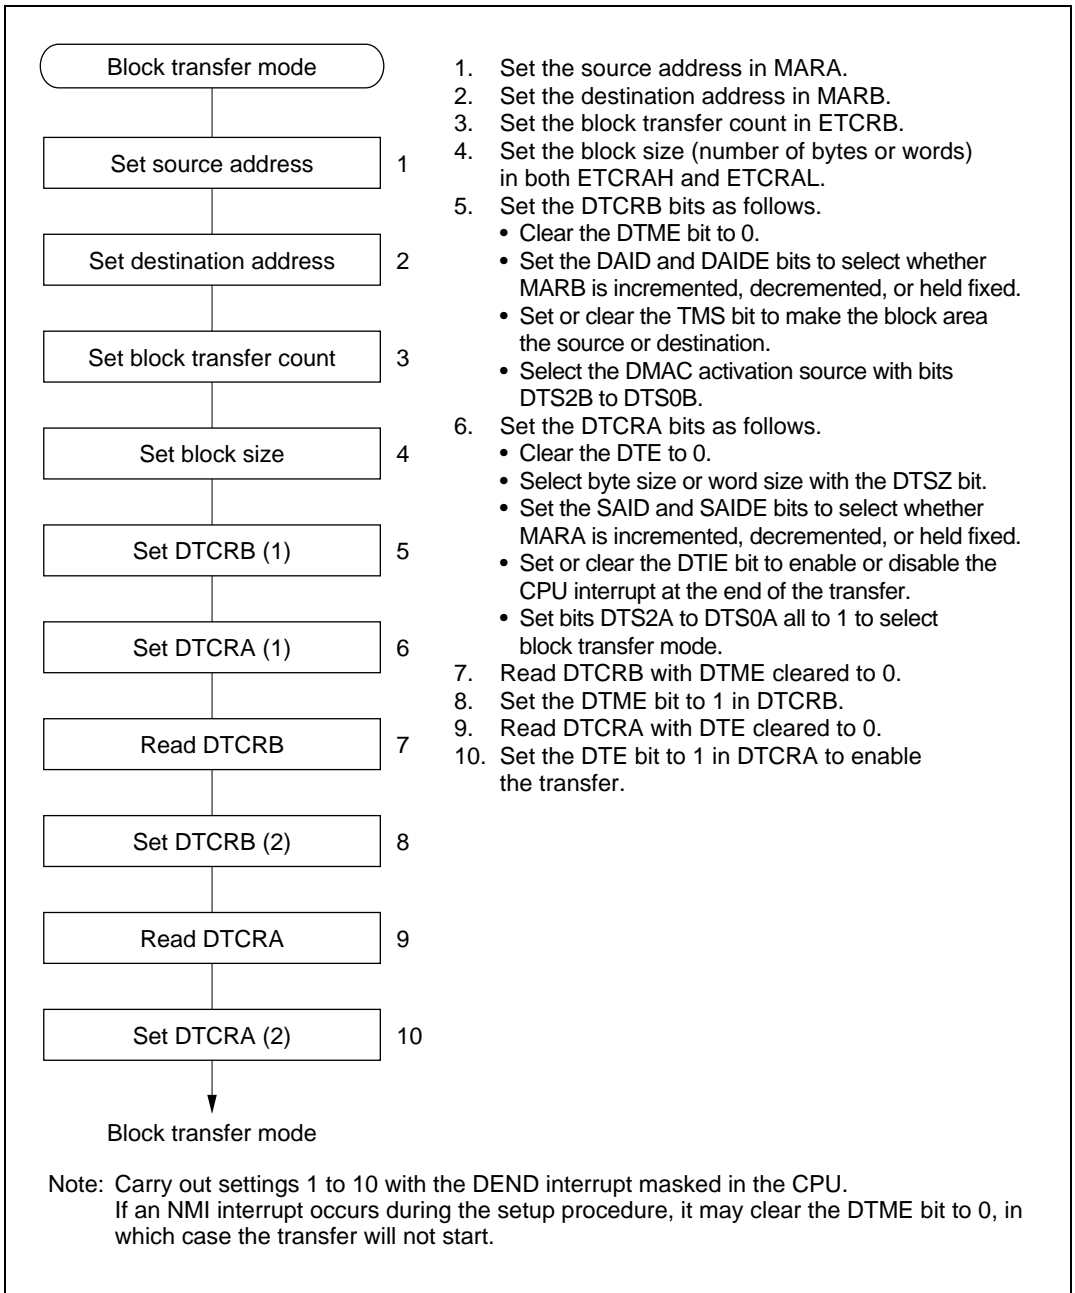 Block transfer mode
Set source address 1
Set destination address 2
Set block transfer count 3
Set block size 4
Set DTCRB (1) 5
Set DTCRA (1) 6
Read DTCRB 7
Set DTCRB (2) 8
Read DTCRA 9
Set DTCRA (2) 10
Block transfer mode
1. Set the source address in MARA.
2. Set the destination address in MARB.
3. Set the block transfer count in ETCRB.
4. Set the block size (number of bytes or words)
in both ETCRAH and ETCRAL.
5. Set the DTCRB bits as follows.
• Clear the DTME bit to 0.
• Set the DAID and DAIDE bits to select whether
MARB is incremented, decremented, or held fixed.
• Set or clear the TMS bit to make the block area
the source or destination.
• Select the DMAC activation source with bits
DTS2B to DTS0B.
6. Set the DTCRA bits as follows.
• Clear the DTE to 0.
• Select byte size or word size with the DTSZ bit.
• Set the SAID and SAIDE bits to select whether
MARA is incremented, decremented, or held fixed.
• Set or clear the DTIE bit to enable or disable the
CPU interrupt at the end of the transfer.
• Set bits DTS2A to DTS0A all to 1 to select
block transfer mode.
7. Read DTCRB with DTME cleared to 0.
8. Set the DTME bit to 1 in DTCRB.
9. Read DTCRA with DTE cleared to 0.
10. Set the DTE bit to 1 in DTCRA to enable
the transfer.
Note: Carry out settings 1 to 10 with the DEND interrupt masked in the CPU.
If an NMI interrupt occurs during the setup procedure, it may clear the DTME bit to 0, in
which case the transfer will not start.